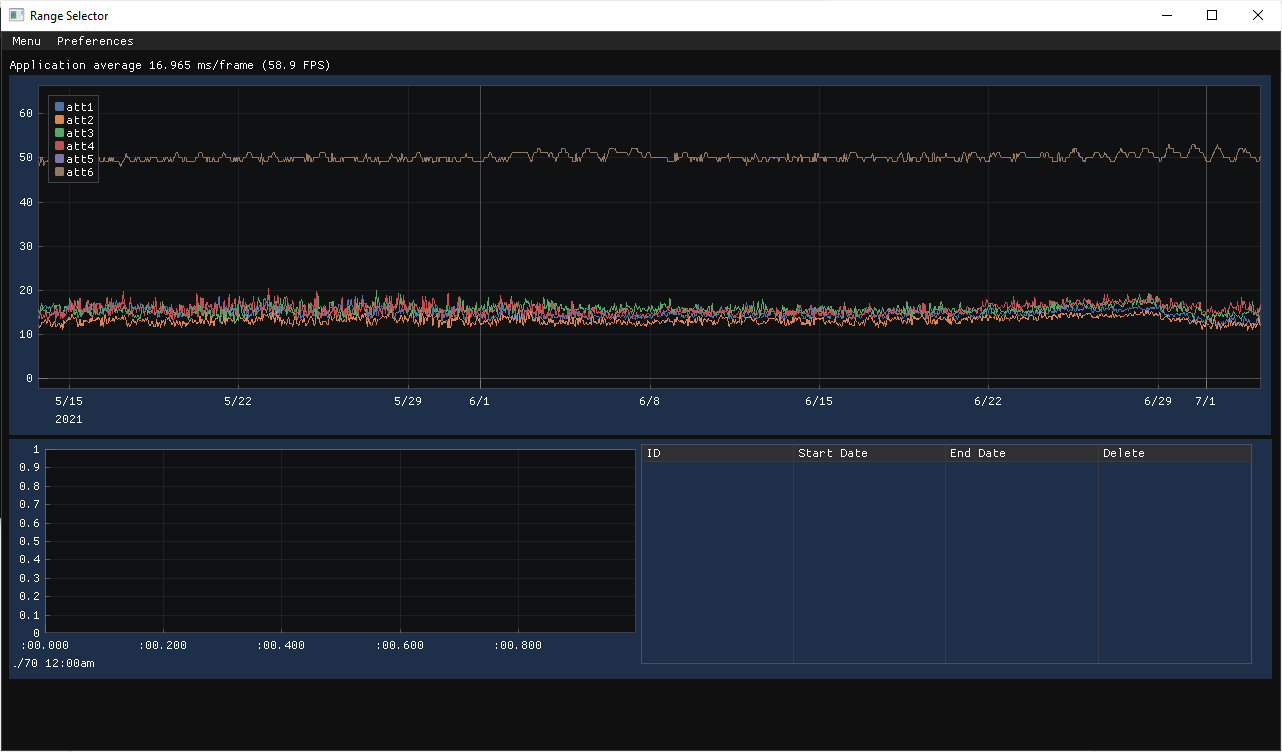 Range Selector
Menu Preferences
Application average 16.965 ms/frame (58.9 FPS)
60
50
40
30
20
10
0
att1
att2
att3
att4
att5
att6
5/15 5/22 5/29 6/1 6/8 6/15 6/22 6/29 7/1
2021
1
0.9
0.8
0.7
0.6
0.5
0.4
0.3
0.2
0.1
0
:00.000 :00.200 :00.400 :00.600 :00.800
./70 12:00am
ID Start Date End Date Delete